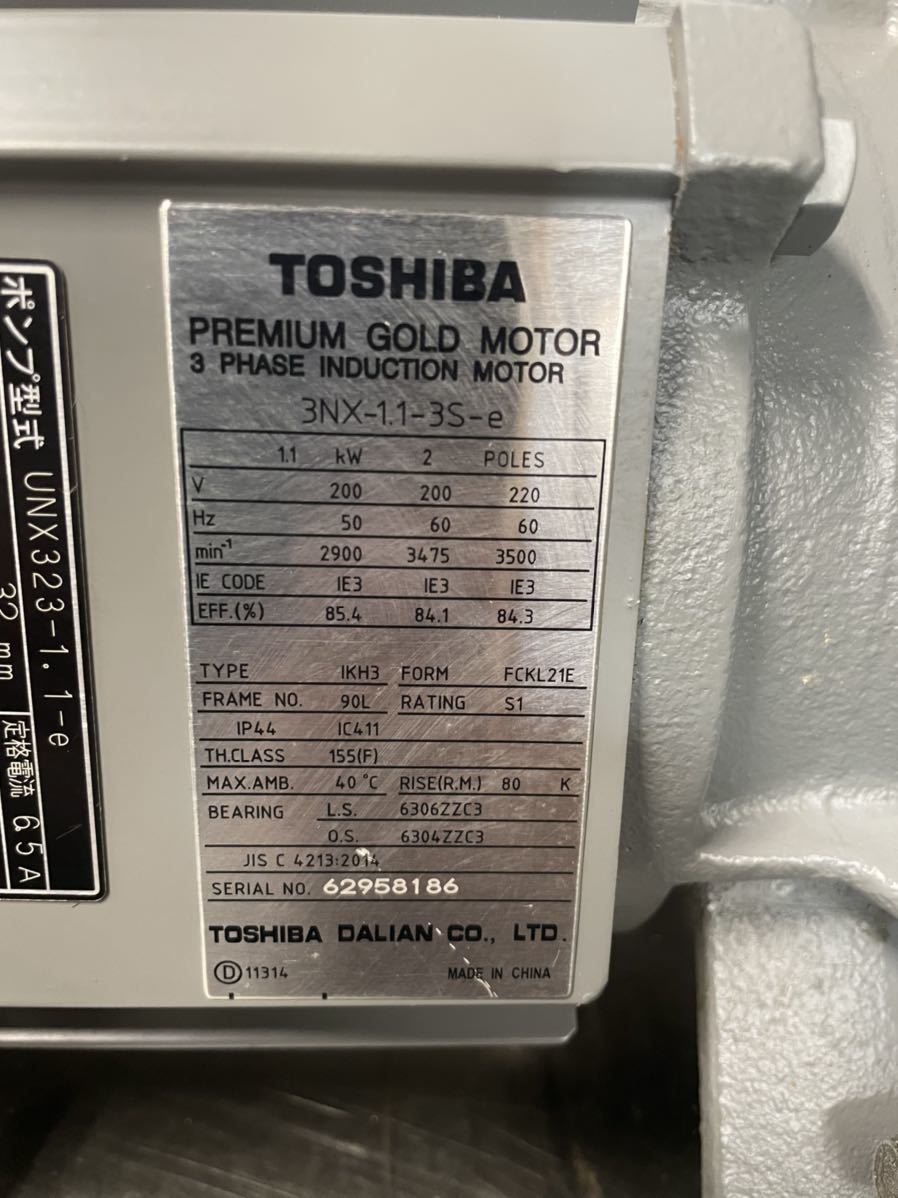 TOSHIBA
PREMIUM GOLD MOTOR
3 PHASE INDUCTION MOTOR
3NX-1.1-3S-e
1.1 kW 2 POLES
V 200 200 220
Hz 50 60 60
min-1 2900 3475 3500
IE CODE IE3 IE3 IE3
EFF.(%) 85.4 84.1 84.3
TYPE IKH3 FORM FCKL21E
FRAME NO. 90L RATING S1
IP44 IC411
TH.CLASS 155(F)
MAX.AMB. 40 °C RISE(R.M.) 80 K
BEARING L.S. 6306ZZC3
O.S. 6304ZZC3
JIS C 4213:2014
SERIAL NO. 62958186
TOSHIBA DALIAN CO., LTD.
D 11314 MADE IN CHINA
ポンプ型式 UNX323-1.1-e
32 mm 定格電流 6.5 A